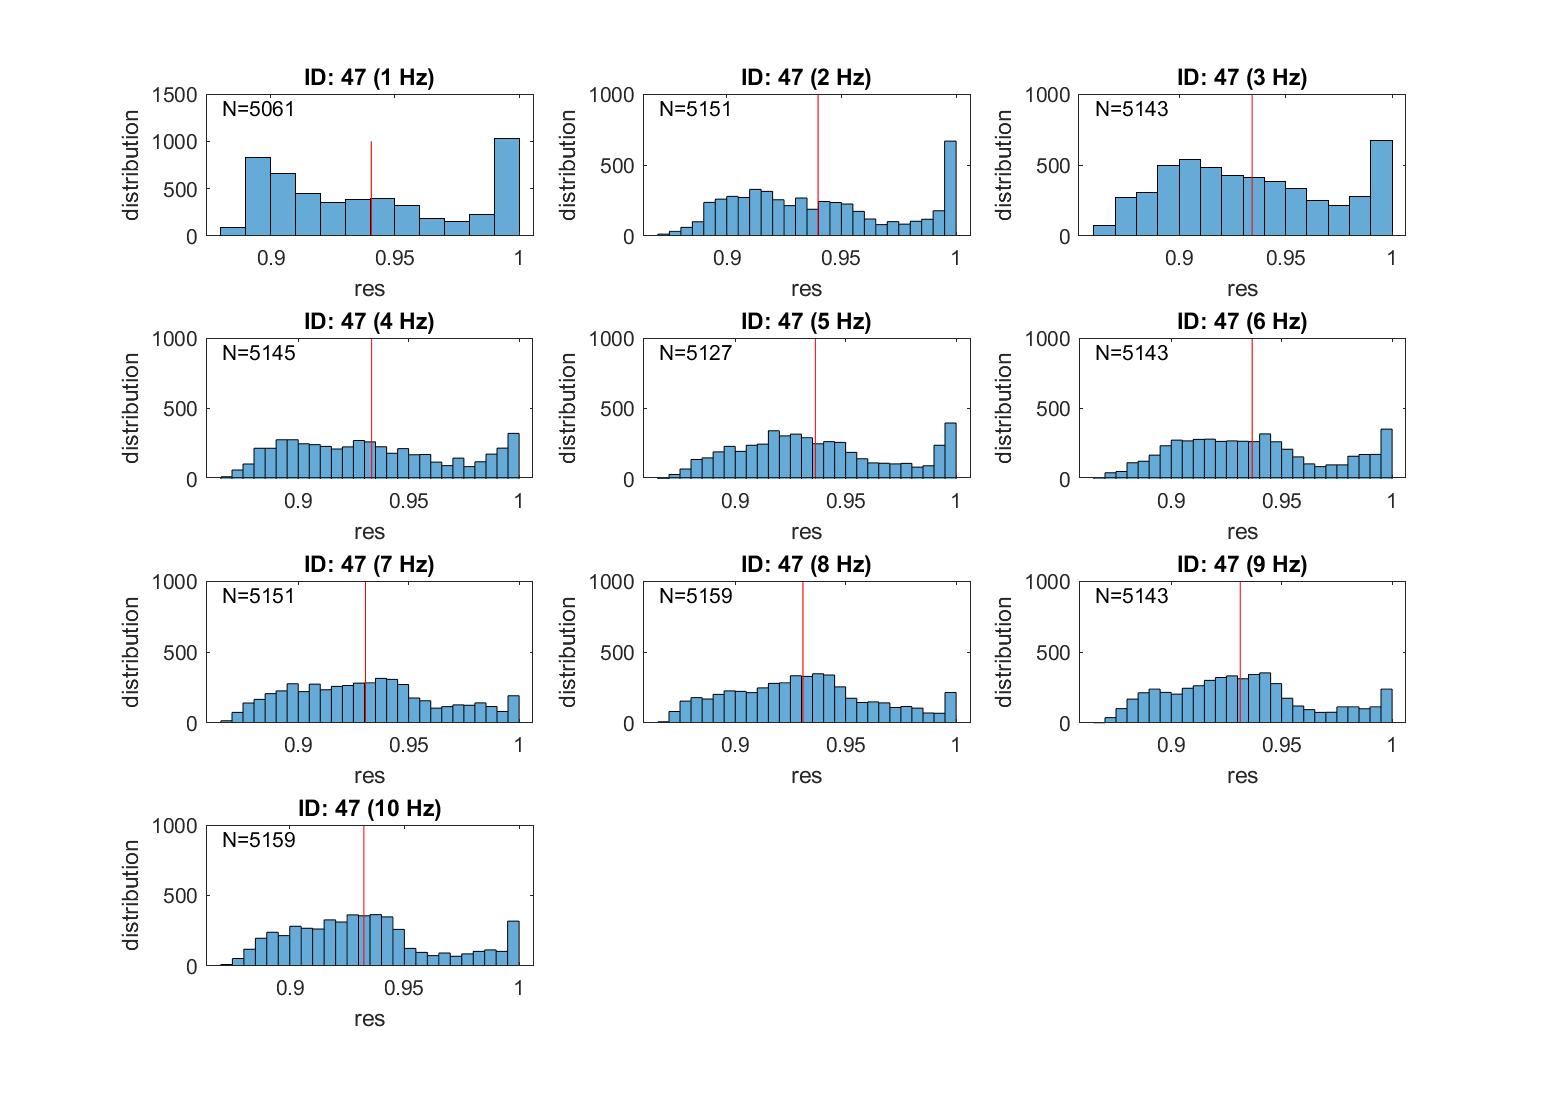 ID: 47 (1 Hz)
N=5061
distribution
1500
1000
500
0
0.9 0.95 1
res
ID: 47 (2 Hz)
N=5151
distribution
1000
500
0
0.9 0.95 1
res
ID: 47 (3 Hz)
N=5143
distribution
1000
500
0
0.9 0.95 1
res
ID: 47 (4 Hz)
N=5145
distribution
1000
500
0
0.9 0.95 1
res
ID: 47 (5 Hz)
N=5127
distribution
1000
500
0
0.9 0.95 1
res
ID: 47 (6 Hz)
N=5143
distribution
1000
500
0
0.9 0.95 1
res
ID: 47 (7 Hz)
N=5151
distribution
1000
500
0
0.9 0.95 1
res
ID: 47 (8 Hz)
N=5159
distribution
1000
500
0
0.9 0.95 1
res
ID: 47 (9 Hz)
N=5143
distribution
1000
500
0
0.9 0.95 1
res
ID: 47 (10 Hz)
N=5159
distribution
1000
500
0
0.9 0.95 1
res